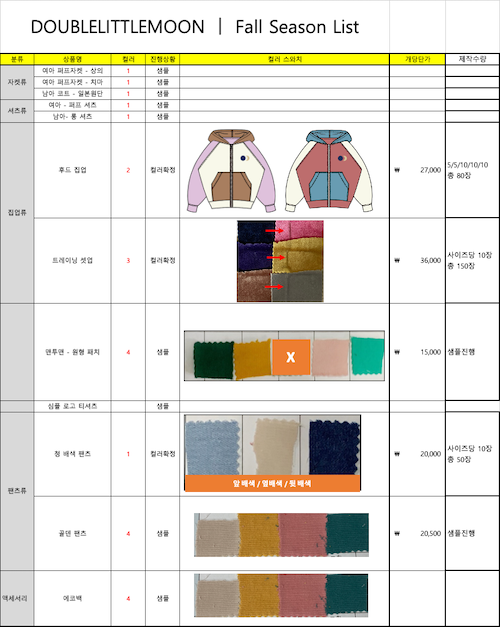 DOUBLELITTLEMOON | Fall Season List
분류 상품명 컬러 진행상황 컬러 스와치 개당단가 제작수량
자켓류
여아 퍼프자켓 - 상의 1 샘플
여아 퍼프자켓 - 치마 1 샘플
남아 코트 - 일본원단 1 샘플
셔츠류
여아 - 퍼프 셔츠 1 샘플
남아- 롱 셔츠 1 샘플
집업류
후드 집업 2 컬러확정 ₩ 27,000 5/5/10/10/10
총 80장
트레이닝 셋업 3 컬러확정 ₩ 36,000 사이즈당 10장
총 150장
맨투맨 - 원형 패치 4 샘플 X ₩ 15,000 샘플진행
심플 로고 티셔츠 샘플
팬츠류
청 배색 팬츠 1 컬러확정 ₩ 20,000 사이즈당 10장
총 50장
앞 배색 / 옆배색 / 뒷 배색
골덴 팬츠 4 샘플 ₩ 20,500 샘플진행
액세서리 에코백 4 샘플